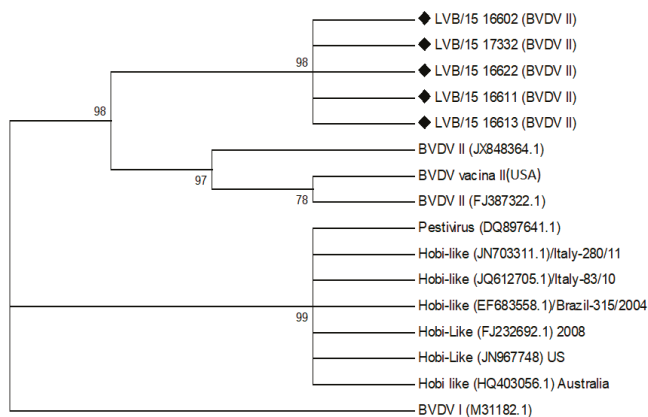 ◆ LVB/15 16602 (BVDV II)
◆ LVB/15 17332 (BVDV II)
98 ◆ LVB/15 16622 (BVDV II)
◆ LVB/15 16611 (BVDV II)
98 ◆ LVB/15 16613 (BVDV II)
BVDV II (JX848364.1)
97 BVDV vacina II(USA)
78 BVDV II (FJ387322.1)
Pestivirus (DQ897641.1)
Hobi-like (JN703311.1)/Italy-280/11
Hobi-like (JQ612705.1)/Italy-83/10
Hobi-like (EF683558.1)/Brazil-315/2004
99 Hobi-Like (FJ232692.1) 2008
Hobi-Like (JN967748) US
Hobi like (HQ403056.1) Australia
BVDV I (M31182.1)